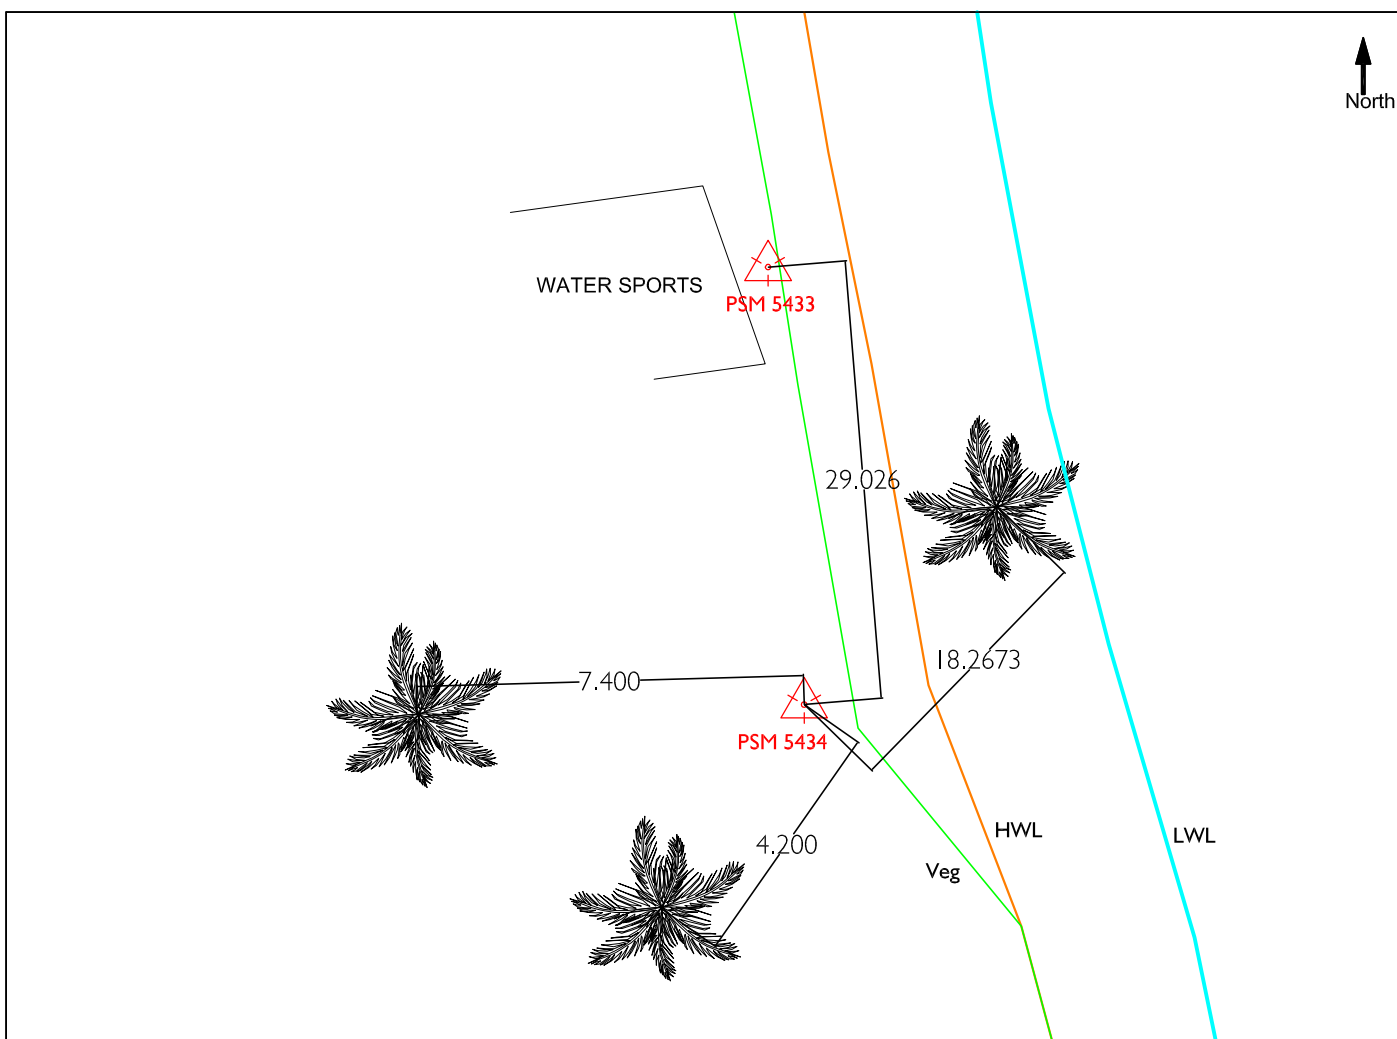 North
WATER SPORTS
PSM 5433
29.026
18.2673
7.400
PSM 5434
HWL
LWL
4.200
Veg